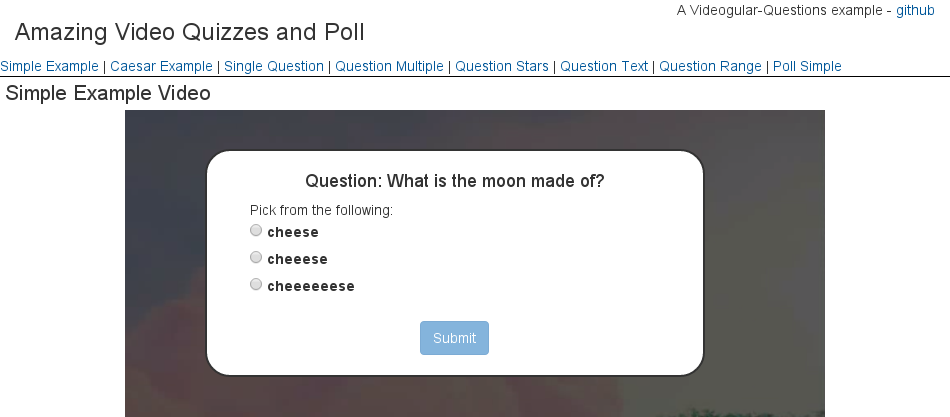 A Videogular-Questions example - github
Amazing Video Quizzes and Poll
Simple Example | Caesar Example | Single Question | Question Multiple | Question Stars | Question Text | Question Range | Poll Simple
Simple Example Video
Question: What is the moon made of?
Pick from the following:
cheese
cheeese
cheeeeeese
Submit